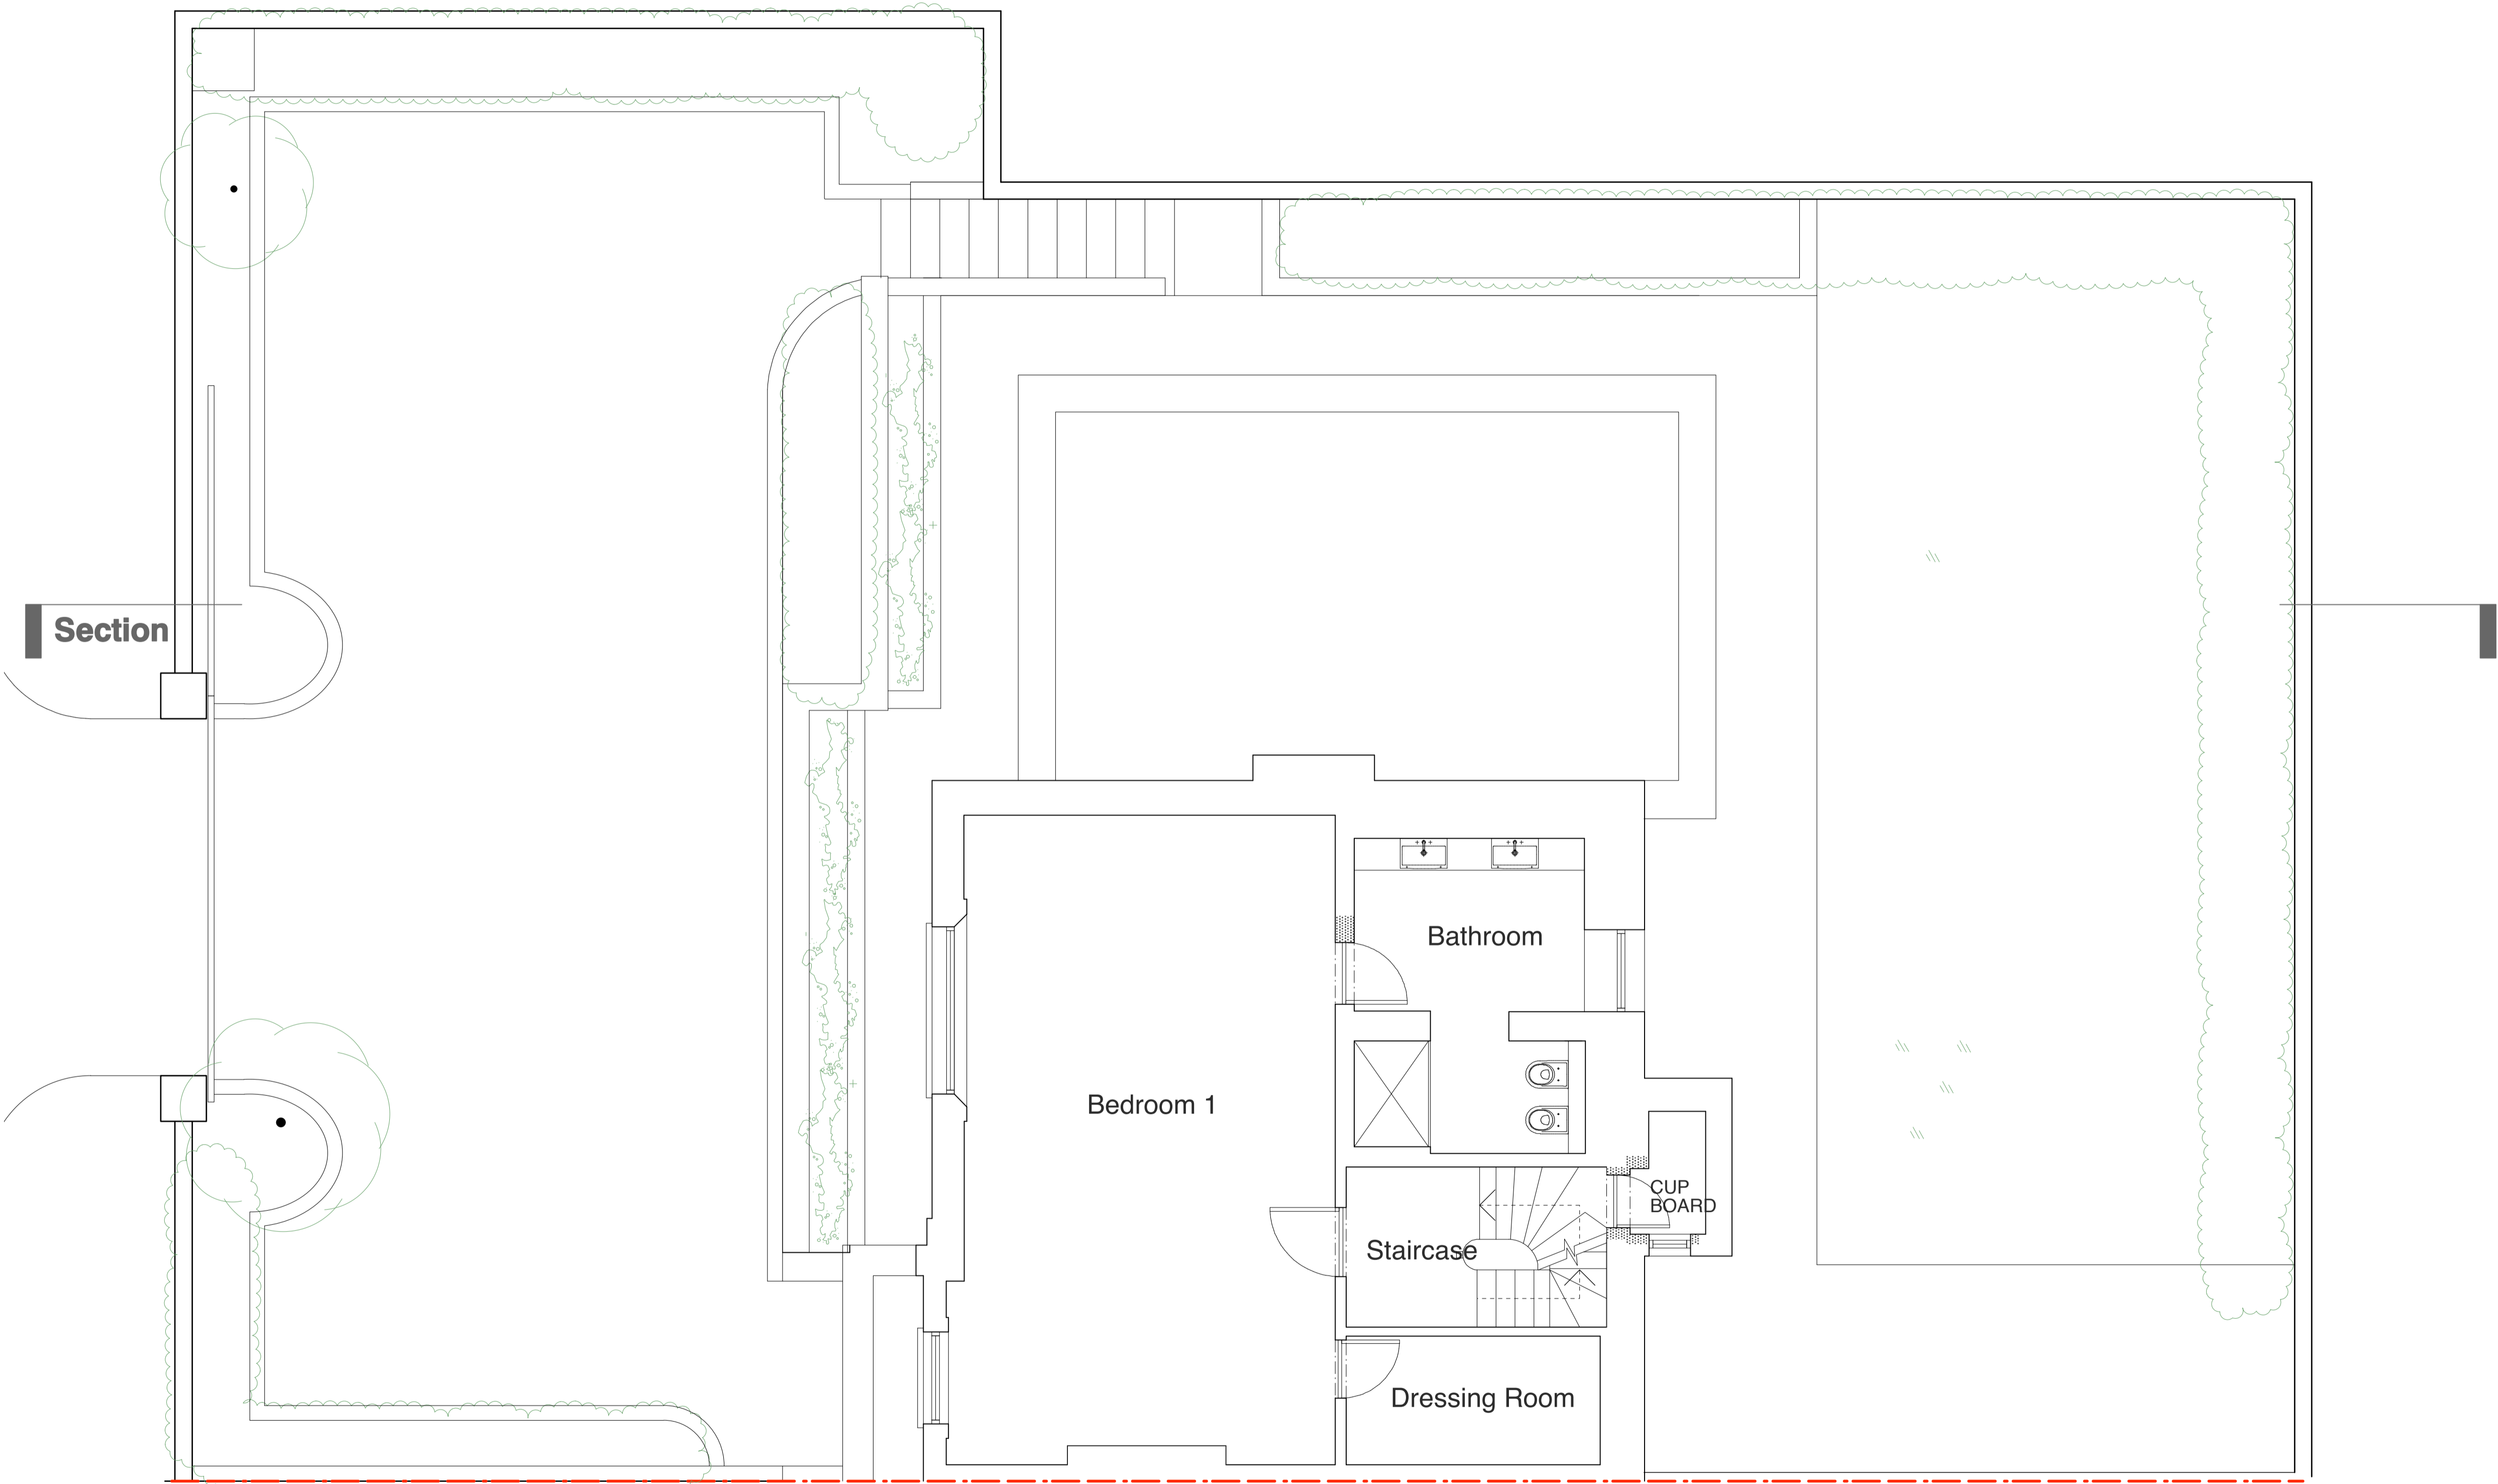 Section
Bathroom
Bedroom 1
CUP
BOARD
Staircase
Dressing Room